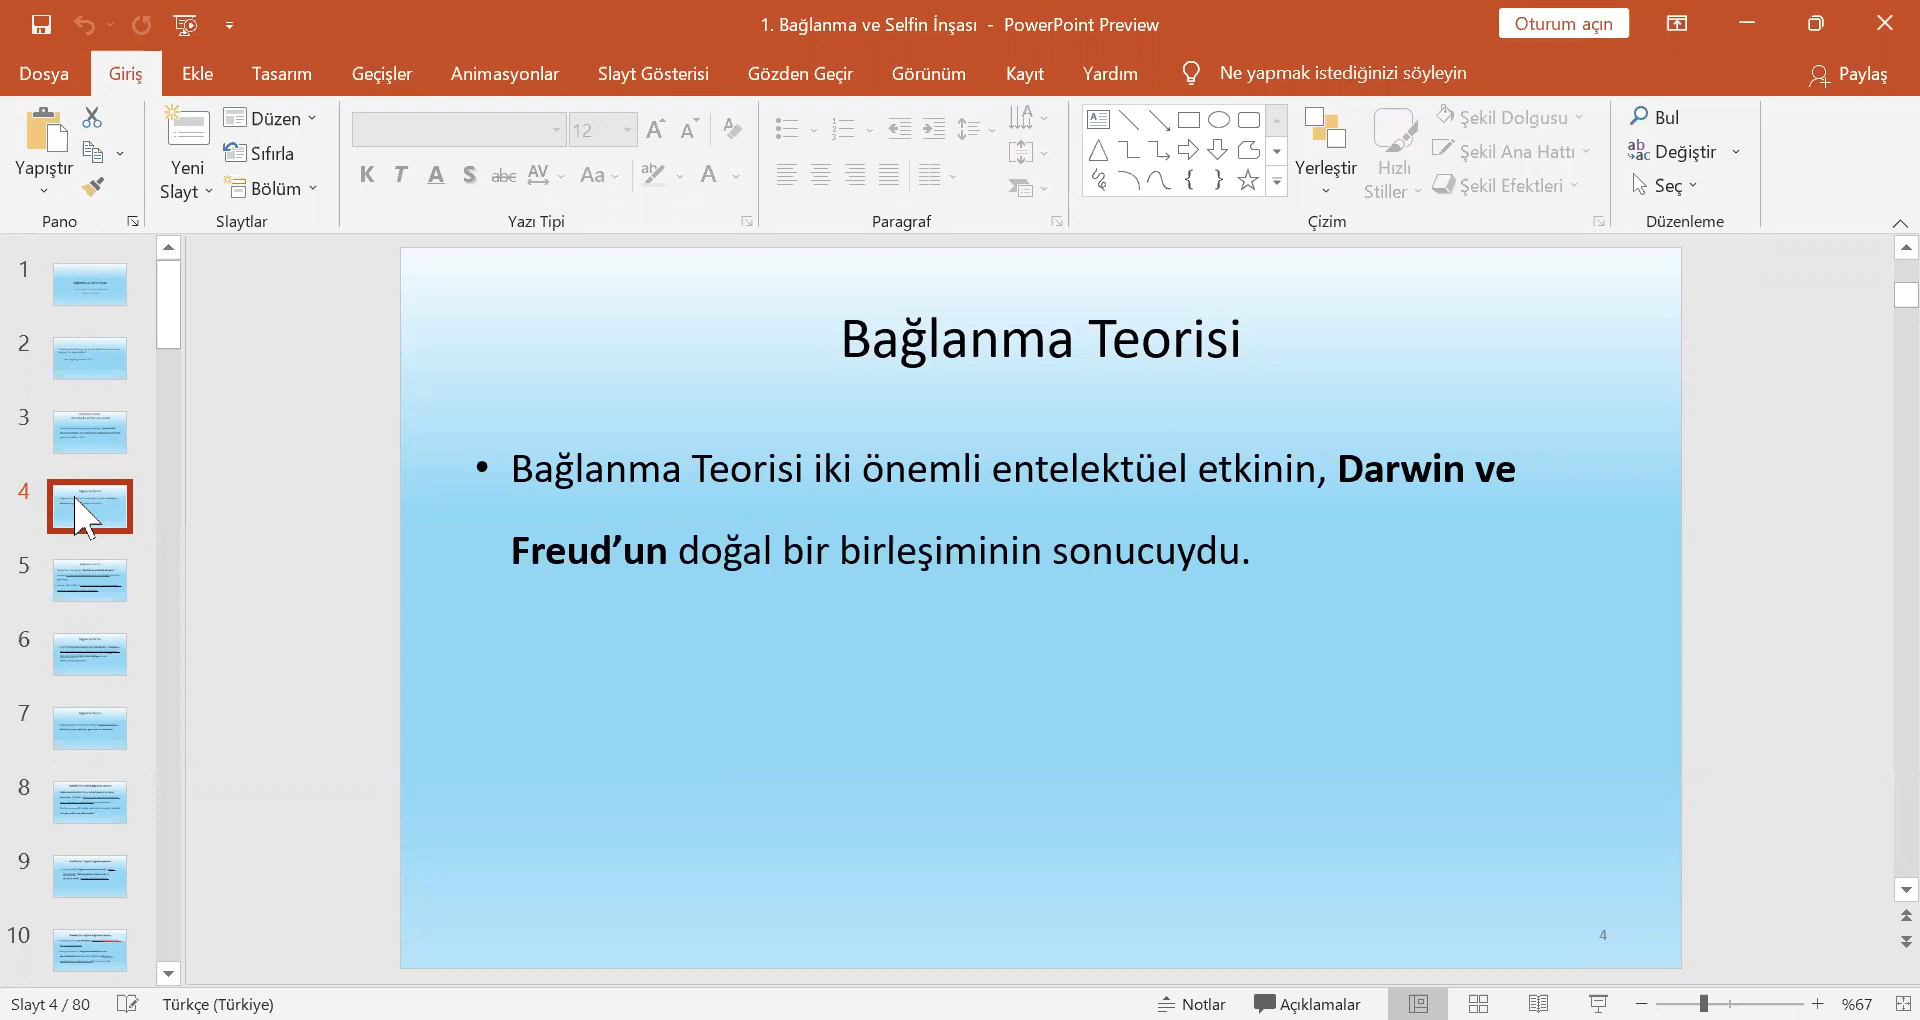 1. Bağlanma ve Selfin İnşası - PowerPoint Preview
Oturum açın
Dosya
Giriş
Ekle
Tasarım
Geçişler
Animasyonlar
Slayt Gösterisi
Gözden Geçir
Görünüm
Kayıt
Yardım
Ne yapmak istediğinizi söyleyin
Paylaş
Yapıştır
Pano
Yeni
Slayt
Düzen
Sıfırla
Bölüm
Slaytlar
12
K T A S abc AV Aa A
Yazı Tipi
Paragraf
Yerleştir
Hızlı
Stiller
Şekil Dolgusu
Şekil Ana Hattı
Şekil Efektleri
Çizim
Bul
Değiştir
Seç
Düzenleme
1
2
3
4
5
6
7
8
9
10
Bağlanma Teorisi
• Bağlanma Teorisi iki önemli entelektüel etkinin, Darwin ve
Freud’un doğal bir birleşiminin sonucuydu.
4
Slayt 4 / 80
Türkçe (Türkiye)
Notlar
Açıklamalar
%67